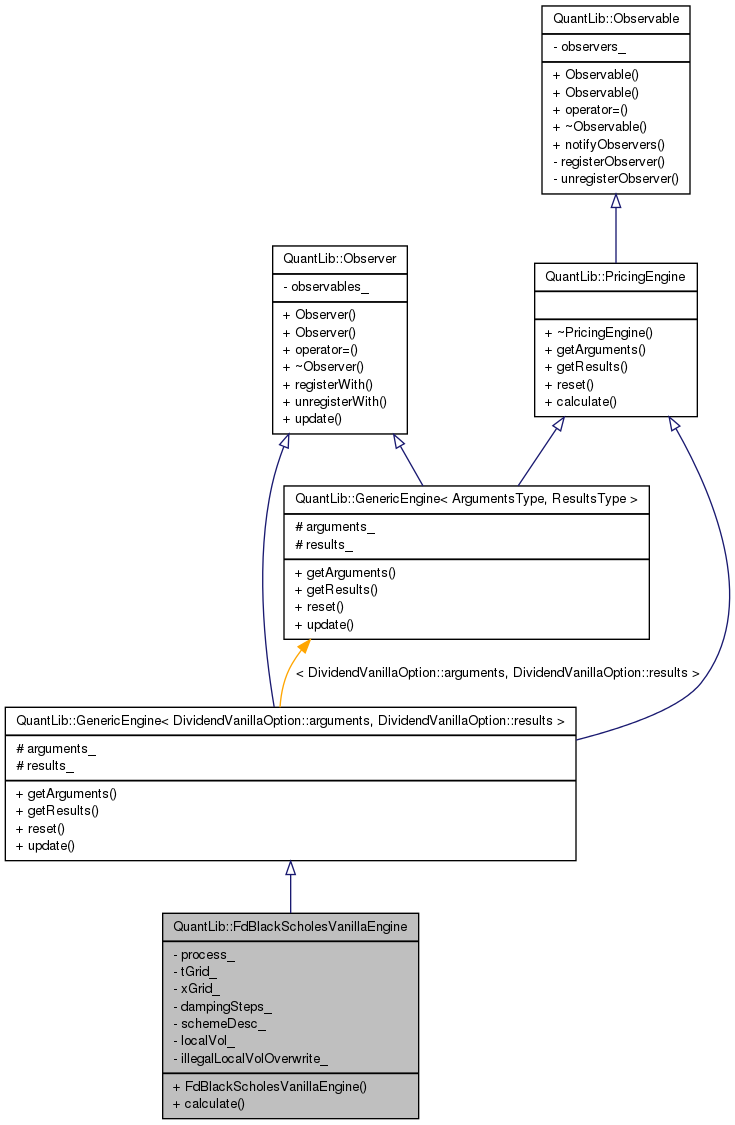 QuantLib::Observable
- observers_
+ Observable()
+ Observable()
+ operator=()
+ ~Observable()
+ notifyObservers()
- registerObserver()
- unregisterObserver()
QuantLib::Observer
- observables_
+ Observer()
+ Observer()
+ operator=()
+ ~Observer()
+ registerWith()
+ unregisterWith()
+ update()
QuantLib::PricingEngine
+ ~PricingEngine()
+ getArguments()
+ getResults()
+ reset()
+ calculate()
QuantLib::GenericEngine< ArgumentsType, ResultsType >
# arguments_
# results_
+ getArguments()
+ getResults()
+ reset()
+ update()
< DividendVanillaOption::arguments, DividendVanillaOption::results >
QuantLib::GenericEngine< DividendVanillaOption::arguments, DividendVanillaOption::results >
# arguments_
# results_
+ getArguments()
+ getResults()
+ reset()
+ update()
QuantLib::FdBlackScholesVanillaEngine
- process_
- tGrid_
- xGrid_
- dampingSteps_
- schemeDesc_
- localVol_
- illegalLocalVolOverwrite_
+ FdBlackScholesVanillaEngine()
+ calculate()